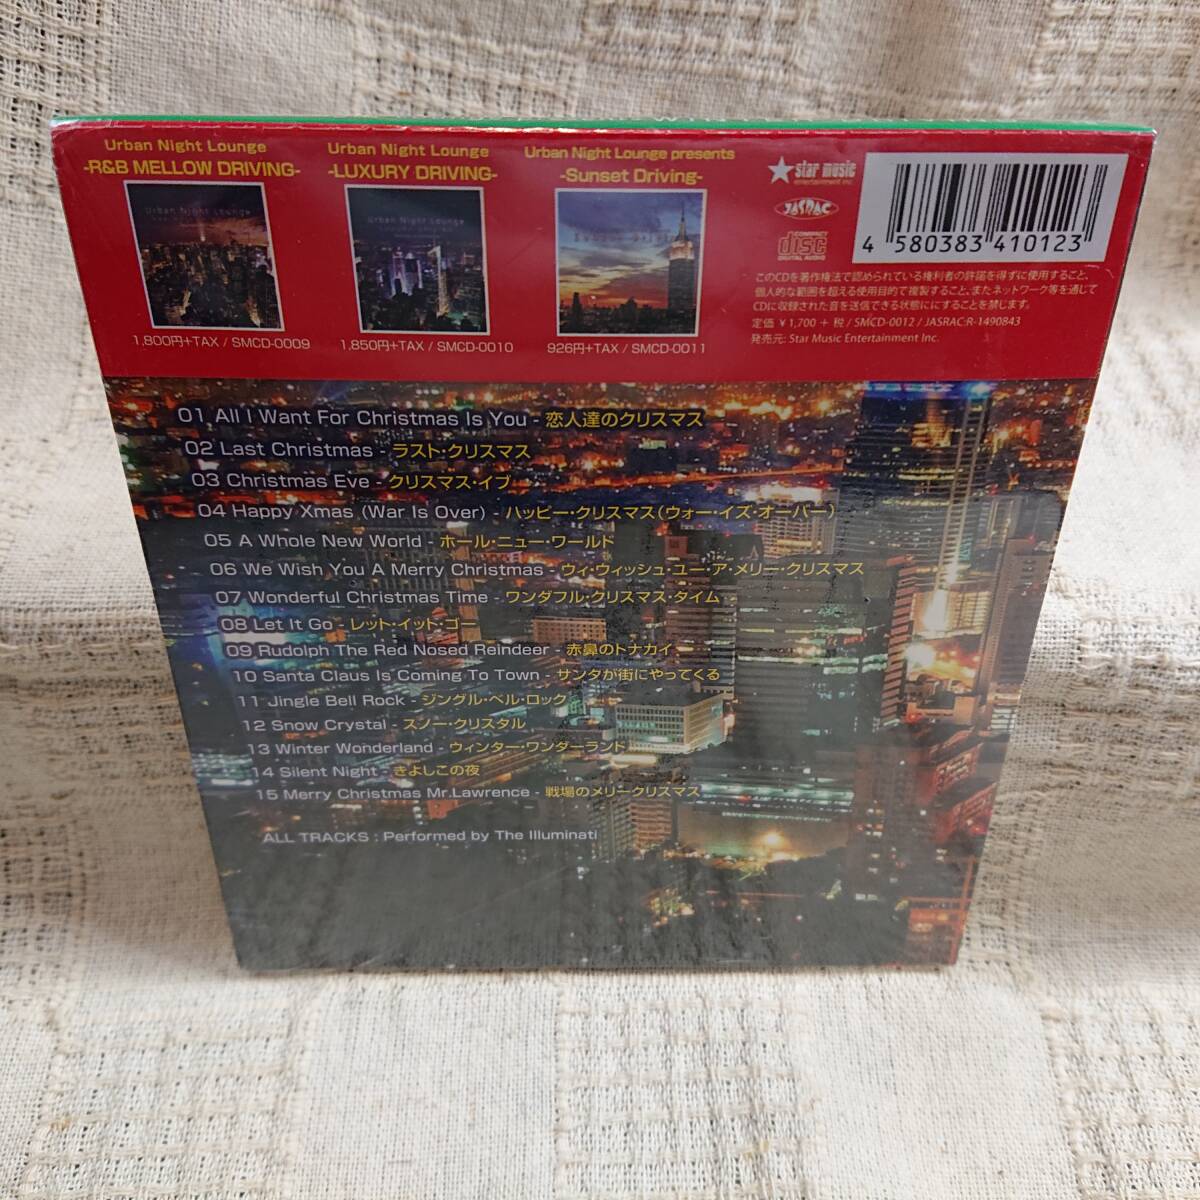 Urban Night Lounge
-R&B MELLOW DRIVING-
Urban Night Lounge
1,800円+TAX / SMCD-0009
Urban Night Lounge
-LUXURY DRIVING-
Urban Night Lounge
1,850円+TAX / SMCD-0010
Urban Night Lounge presents
-Sunset Driving-
926円+TAX / SMCD-0011
star music
entertainment inc.
JASRAC
COMPACT
disc
DIGITAL AUDIO
4 580383 410123
このCDを著作権法で認められている権利者の許諾を得ずに使用すること、
個人的な範囲を超える使用目的で複製すること、またネットワーク等を通じて
CDに収録された音を送信できる状態ににすることを禁じます。
定価 ¥1,700 + 税 / SMCD-0012 / JASRAC:R-1490843
発売元: Star Music Entertainment Inc.
01 All I Want For Christmas Is You - 恋人達のクリスマス
02 Last Christmas - ラスト・クリスマス
03 Christmas Eve - クリスマス・イブ
04 Happy Xmas (War Is Over) - ハッピー・クリスマス(ウォー・イズ・オーバー)
05 A Whole New World - ホール・ニュー・ワールド
06 We Wish You A Merry Christmas - ウィ・ウィッシュ・ユー・ア・メリー・クリスマス
07 Wonderful Christmas Time - ワンダフル・クリスマス・タイム
08 Let It Go - レット・イット・ゴー
09 Rudolph The Red Nosed Reindeer - 赤鼻のトナカイ
10 Santa Claus Is Coming To Town - サンタが街にやってくる
11 Jingle Bell Rock - ジングル・ベル・ロック
12 Snow Crystal - スノー・クリスタル
13 Winter Wonderland - ウィンター・ワンダーランド
14 Silent Night - きよしこの夜
15 Merry Christmas Mr.Lawrence - 戦場のメリークリスマス
ALL TRACKS : Performed by The Illuminati